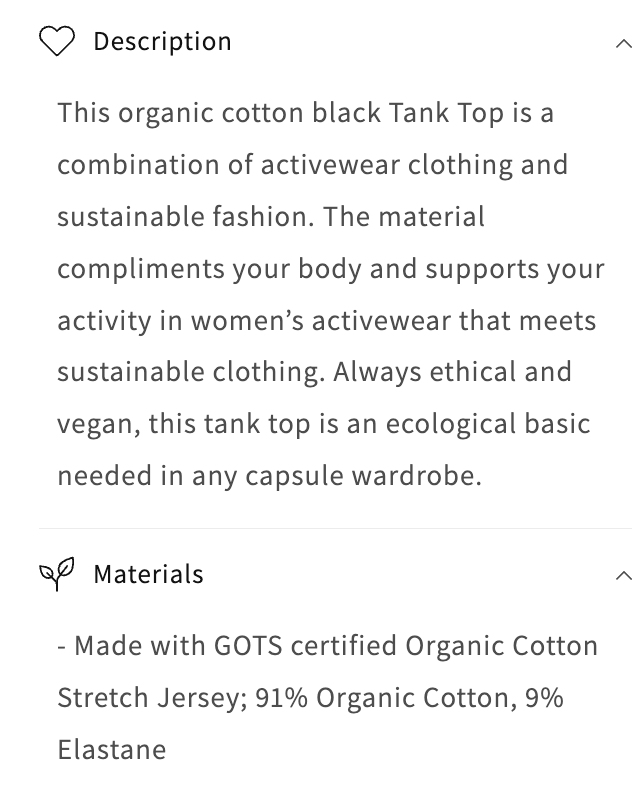 Description
This organic cotton black Tank Top is a
combination of activewear clothing and
sustainable fashion. The material
compliments your body and supports your
activity in women’s activewear that meets
sustainable clothing. Always ethical and
vegan, this tank top is an ecological basic
needed in any capsule wardrobe.
Materials
- Made with GOTS certified Organic Cotton
Stretch Jersey; 91% Organic Cotton, 9%
Elastane